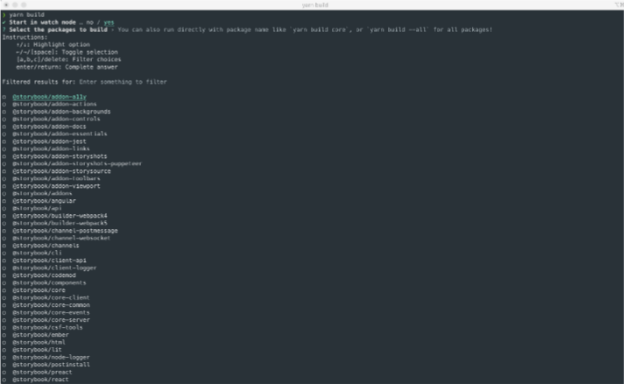 yarn build
❯ yarn build
✔ Start in watch mode … no / yes
? Select the packages to build - You can also run directly with package name like `yarn build core`, or `yarn build --all` for all packages!
Instructions:
↑/↓: Highlight option
←/→/[space]: Toggle selection
[a,b,c]/delete: Filter choices
enter/return: Complete answer
Filtered results for: Enter something to filter
◯ @storybook/addon-a11y
◯ @storybook/addon-actions
◯ @storybook/addon-backgrounds
◯ @storybook/addon-controls
◯ @storybook/addon-docs
◯ @storybook/addon-essentials
◯ @storybook/addon-jest
◯ @storybook/addon-links
◯ @storybook/addon-storyshots
◯ @storybook/addon-storyshots-puppeteer
◯ @storybook/addon-storysource
◯ @storybook/addon-toolbars
◯ @storybook/addon-viewport
◯ @storybook/addons
◯ @storybook/angular
◯ @storybook/api
◯ @storybook/builder-webpack4
◯ @storybook/builder-webpack5
◯ @storybook/channel-postmessage
◯ @storybook/channel-websocket
◯ @storybook/channels
◯ @storybook/cli
◯ @storybook/client-api
◯ @storybook/client-logger
◯ @storybook/codemod
◯ @storybook/components
◯ @storybook/core
◯ @storybook/core-client
◯ @storybook/core-common
◯ @storybook/core-events
◯ @storybook/core-server
◯ @storybook/csf-tools
◯ @storybook/ember
◯ @storybook/html
◯ @storybook/lit
◯ @storybook/node-logger
◯ @storybook/postinstall
◯ @storybook/preact
◯ @storybook/react